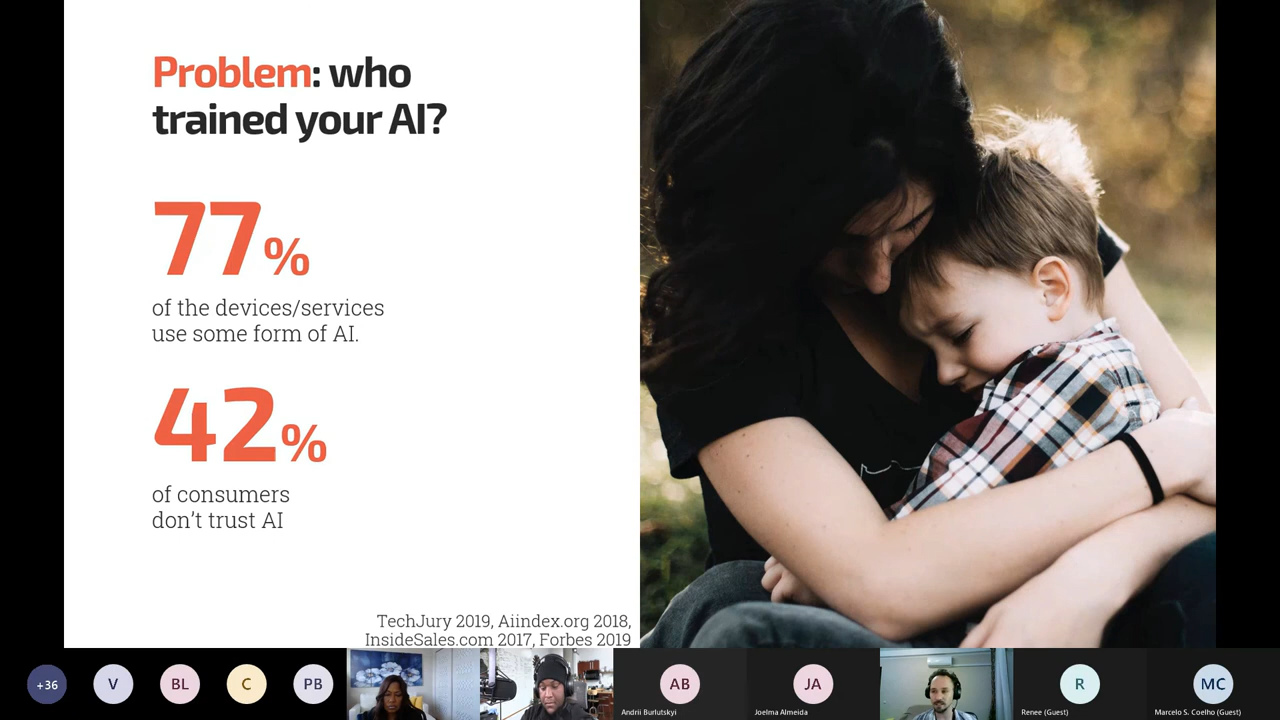 Problem: who
trained your AI?
77%
of the devices/services
use some form of AI.
42%
of consumers
don't trust AI
TechJury 2019, Aiindex.org 2018,
InsideSales.com 2017, Forbes 2019
+36
V
BL
C
PB
AB
Andrii Burlutskyi
JA
Joelma Almeida
R
Renee (Guest)
MC
Marcelo S. Coelho (Guest)